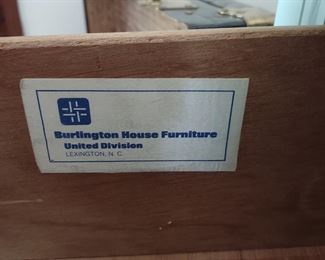 Burlington House Furniture
United Division
LEXINGTON, N. C.